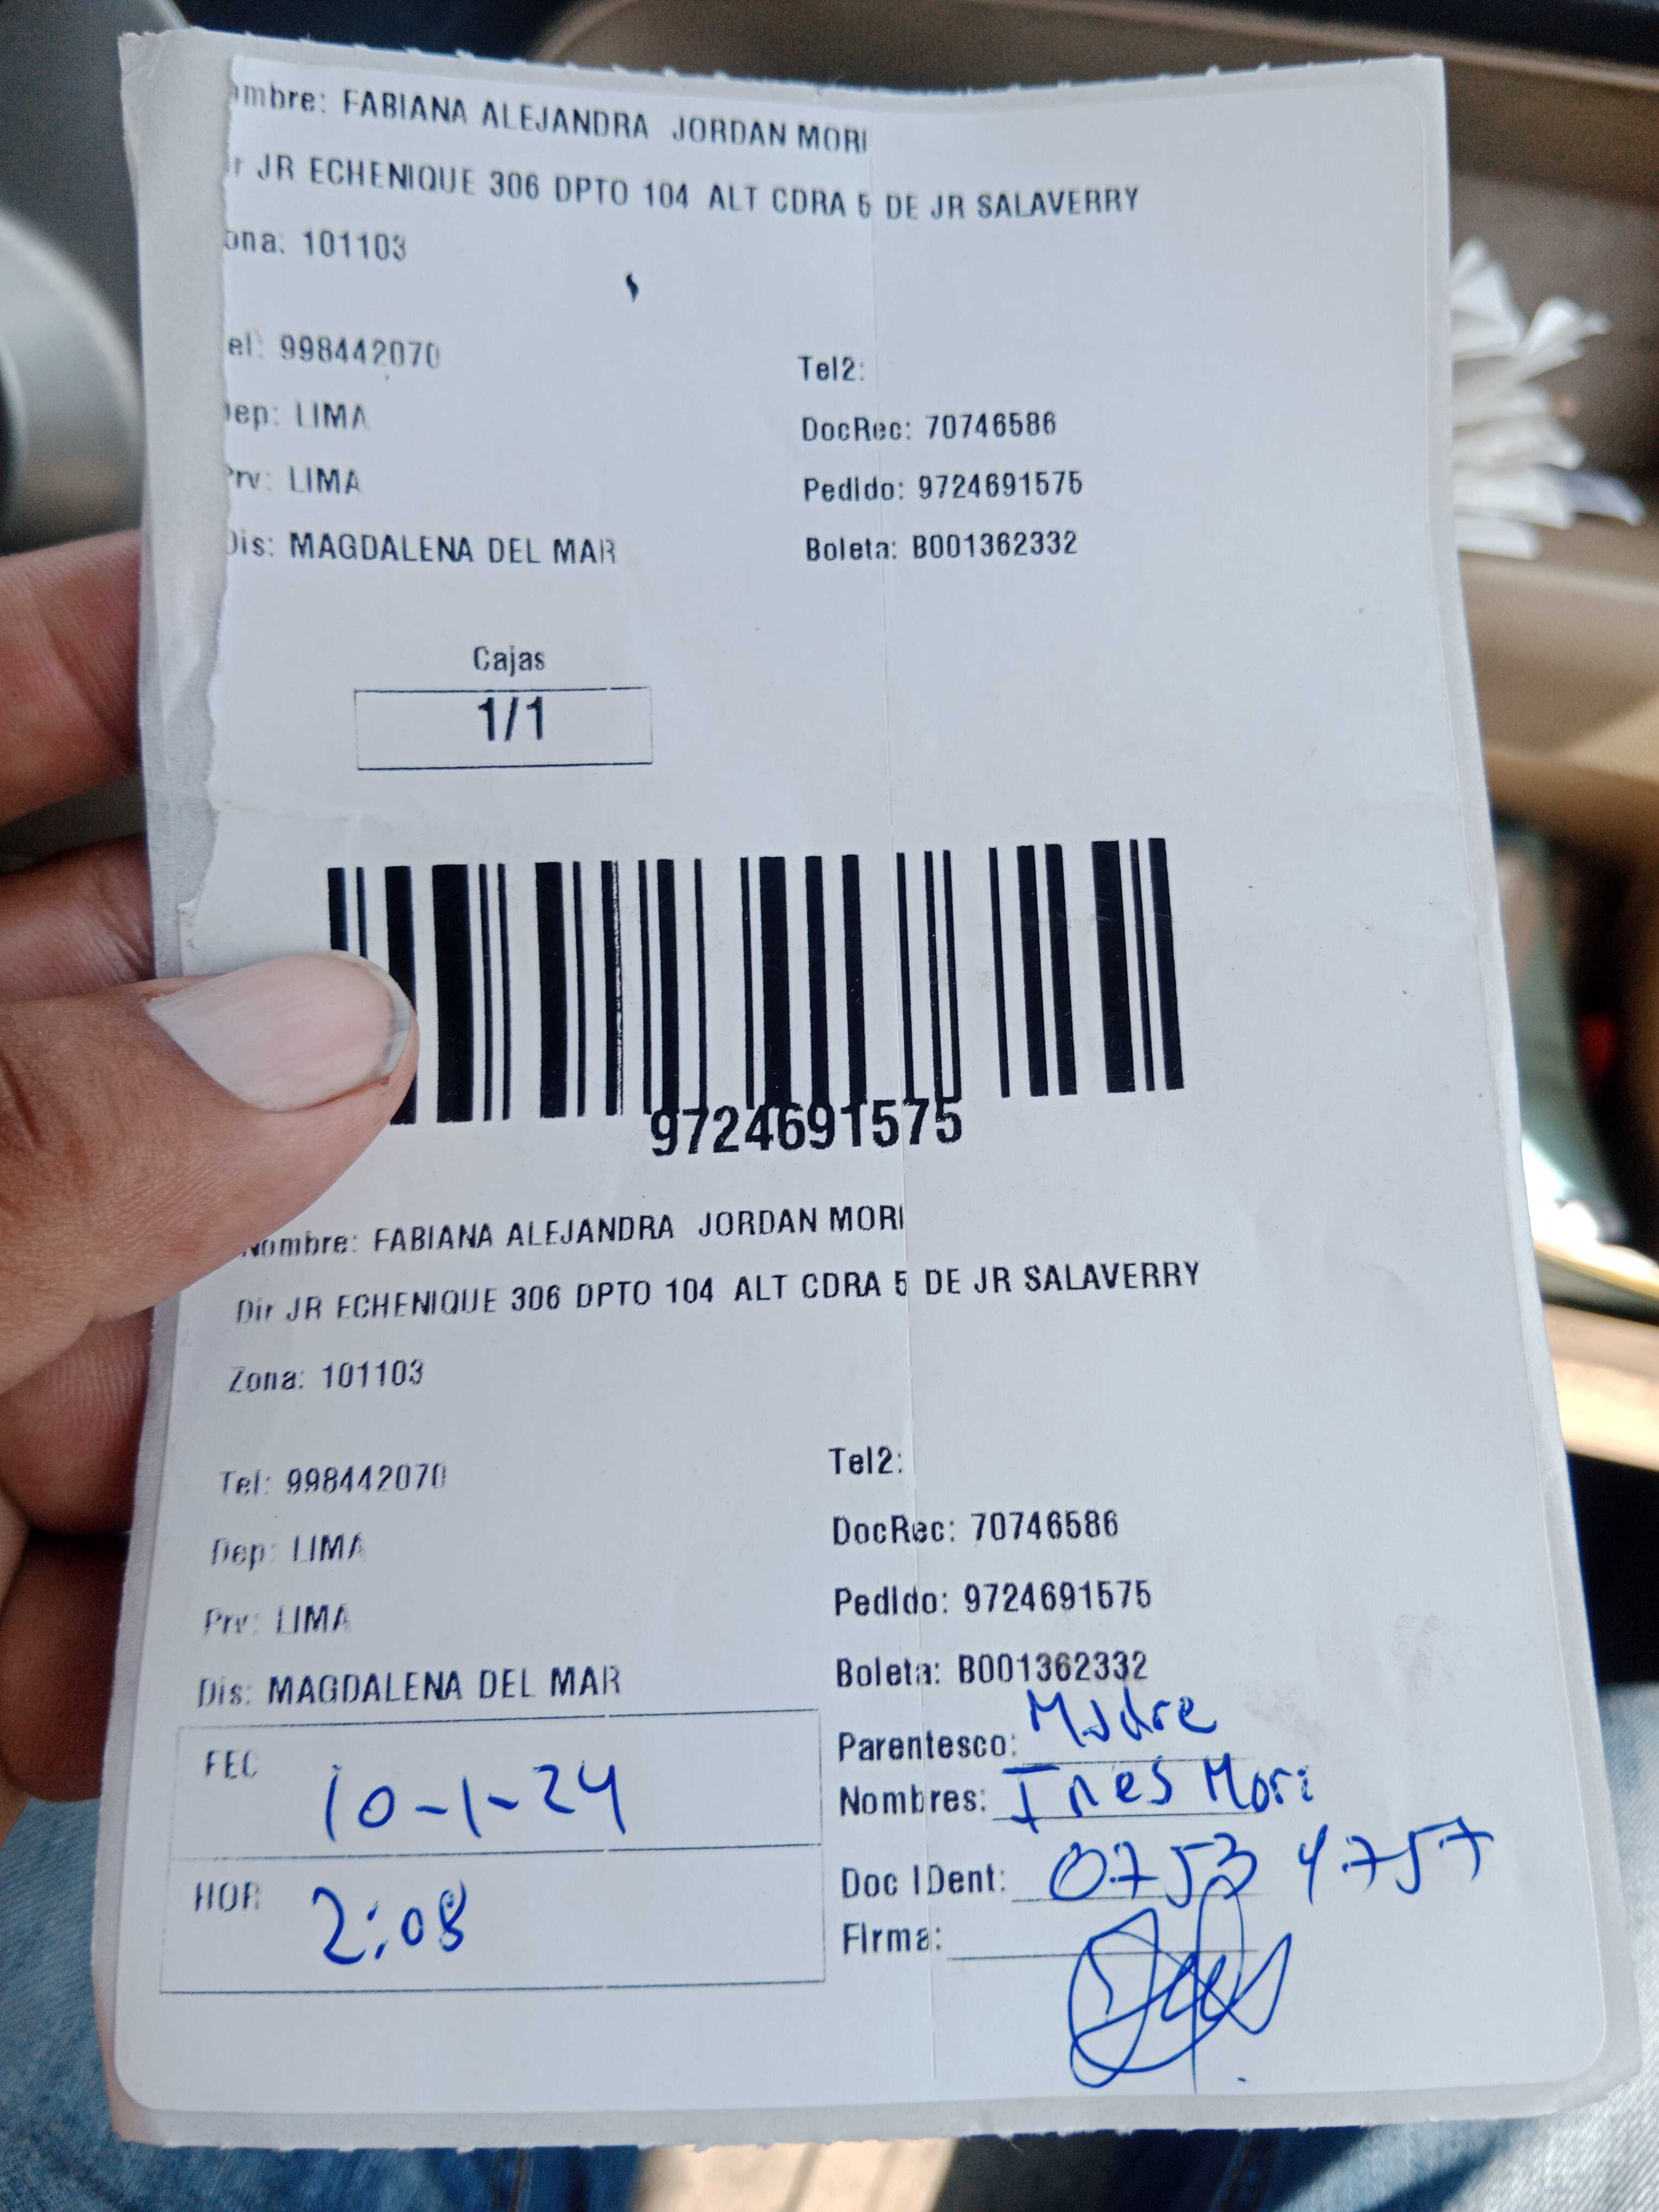 ombre: FABIANA ALEJANDRA JORDAN MORI
r JR ECHENIQUE 306 DPTO 104 ALT CDRA 5 DE JR SALAVERRY
ona: 101103
el: 998442070 Tel2:
Dep: LIMA DocRec: 70746586
Prv: LIMA Pedido: 9724691575
Dis: MAGDALENA DEL MAR Boleta: B001362332
Cajas
1/1
9724691575
Nombre: FABIANA ALEJANDRA JORDAN MORI
Dir JR ECHENIQUE 306 DPTO 104 ALT CDRA 5 DE JR SALAVERRY
Zona: 101103
Tel: 998442070 Tel2:
Dep: LIMA DocRec: 70746586
Prv: LIMA Pedido: 9724691575
Dis: MAGDALENA DEL MAR Boleta: B001362332
Parentesco: Madre
FEC 10-1-24 Nombres: Ines Mori
HOR 2:08 Doc IDent: 07534757
Firma: